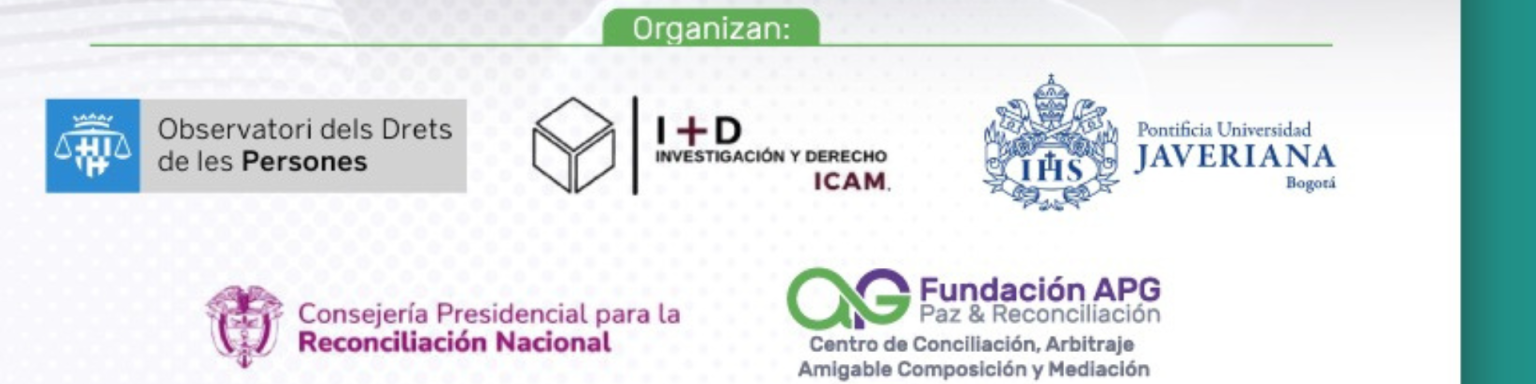 Organizan:
Observatori dels Drets
de les Persones
I+D
INVESTIGACIÓN Y DERECHO
ICAM.
IHS
Pontificia Universidad
JAVERIANA
Bogotá
Consejería Presidencial para la
Reconciliación Nacional
Fundación APG
Paz & Reconciliación
Centro de Conciliación, Arbitraje
Amigable Composición y Mediación